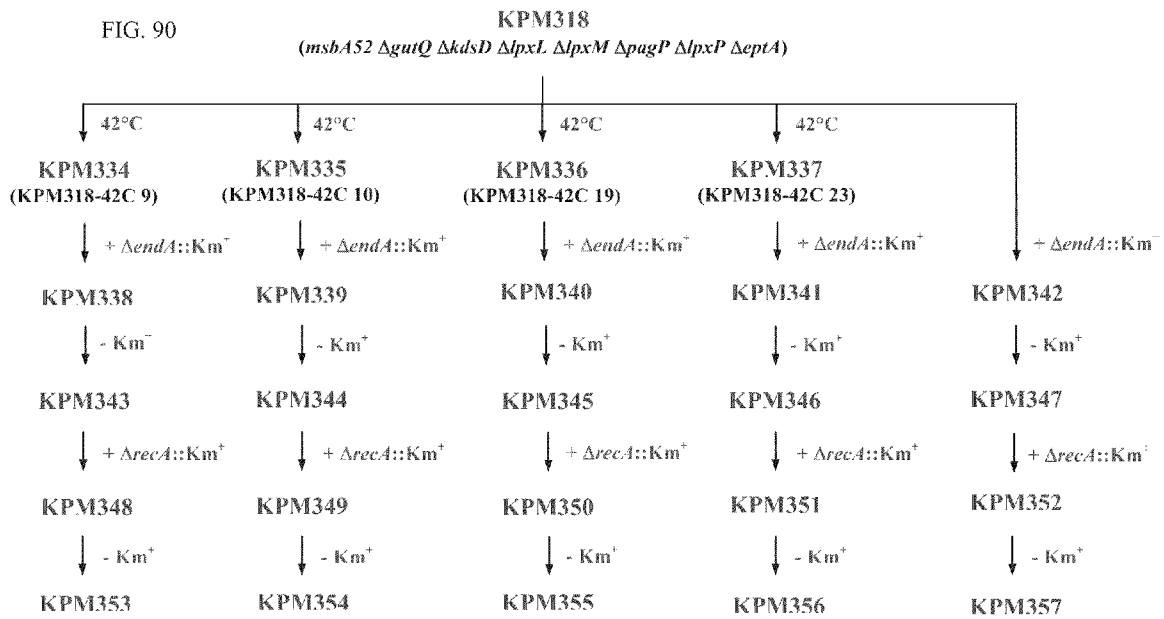 FIG. 90
KPM318
(msbA52 ΔgutQ ΔkdsD ΔlpxL ΔlpxM ΔpagP ΔlpxP ΔeptA)
42°C 42°C 42°C 42°C
KPM334 KPM335 KPM336 KPM337
(KPM318-42C 9) (KPM318-42C 10) (KPM318-42C 19) (KPM318-42C 23)
+ ΔendA::Km⁺ + ΔendA::Km⁺ + ΔendA::Km⁺ + ΔendA::Km⁺ + ΔendA::Km⁻
KPM338 KPM339 KPM340 KPM341 KPM342
- Km⁻ - Km⁺ - Km⁺ - Km⁺ - Km⁺
KPM343 KPM344 KPM345 KPM346 KPM347
+ ΔrecA::Km⁺ + ΔrecA::Km⁺ + ΔrecA::Km⁺ + ΔrecA::Km⁺ + ΔrecA::Km⁺
KPM348 KPM349 KPM350 KPM351 KPM352
- Km⁺ - Km⁺ - Km⁺ - Km⁺ - Km⁺
KPM353 KPM354 KPM355 KPM356 KPM357